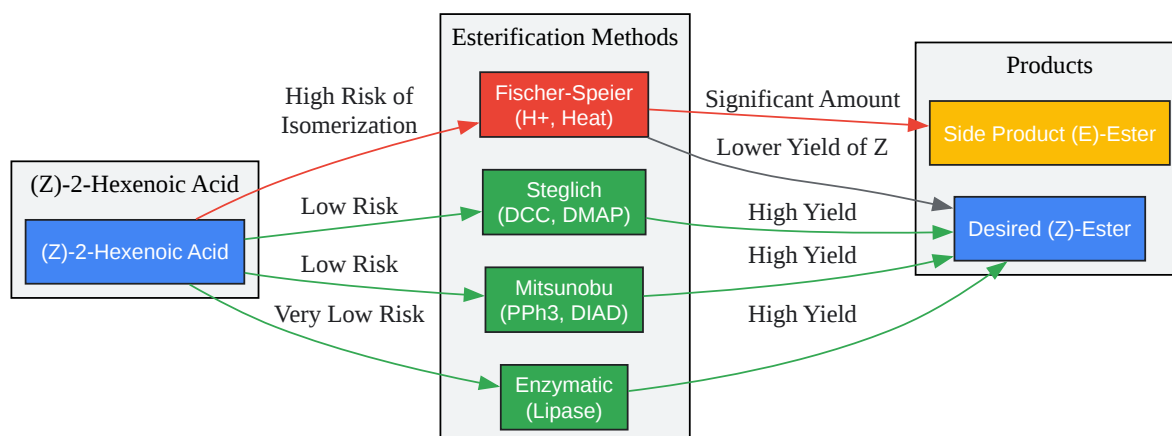 Esterification Methods
Products
(Z)-2-Hexenoic Acid
(Z)-2-Hexenoic Acid
High Risk of
Isomerization
Low Risk
Low Risk
Very Low Risk
Fischer-Speier
(H+, Heat)
Steglich
(DCC, DMAP)
Mitsunobu
(PPh3, DIAD)
Enzymatic
(Lipase)
Significant Amount
Lower Yield of Z
High Yield
High Yield
High Yield
Side Product (E)-Ester
Desired (Z)-Ester